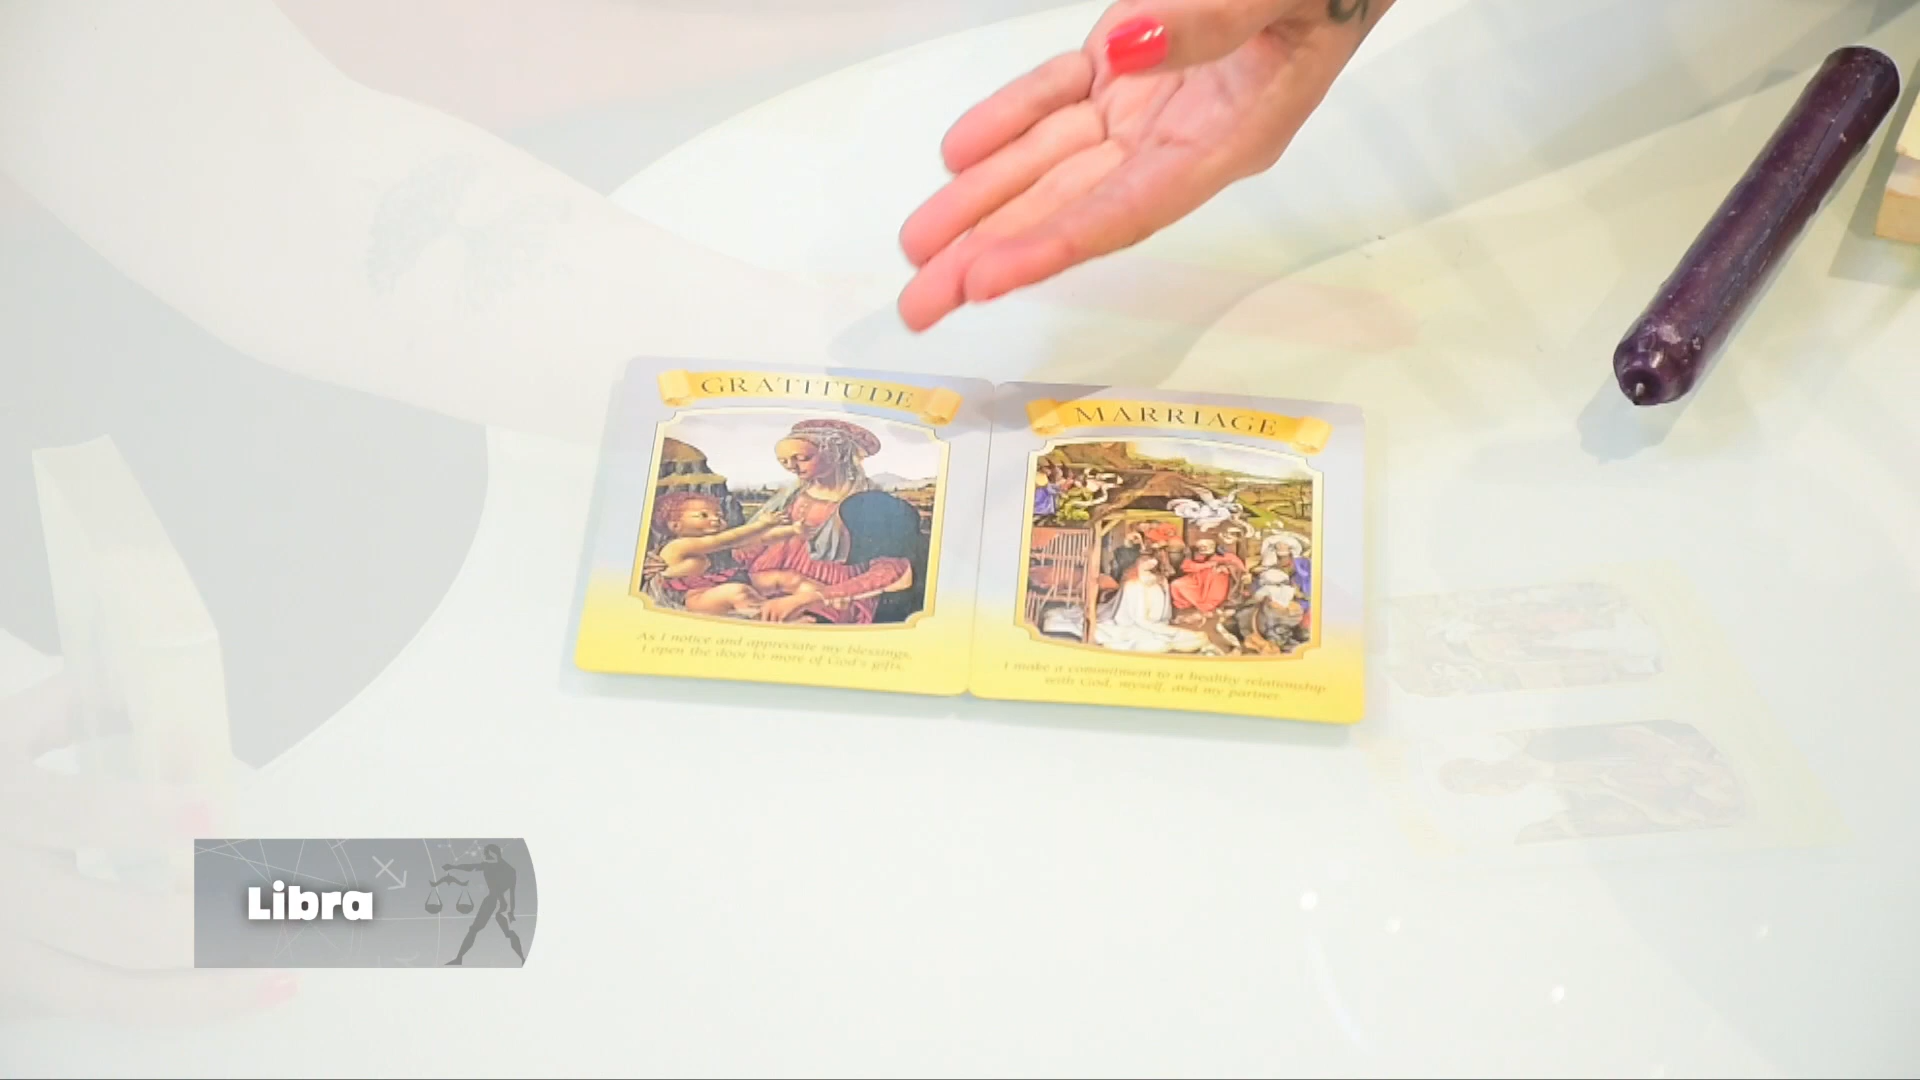 GRATITUDE
As I notice and appreciate my blessings,
I open the door to more of God's gifts.
MARRIAGE
I make a commitment to a healthy relationship
with God, myself, and my partner.
Libra